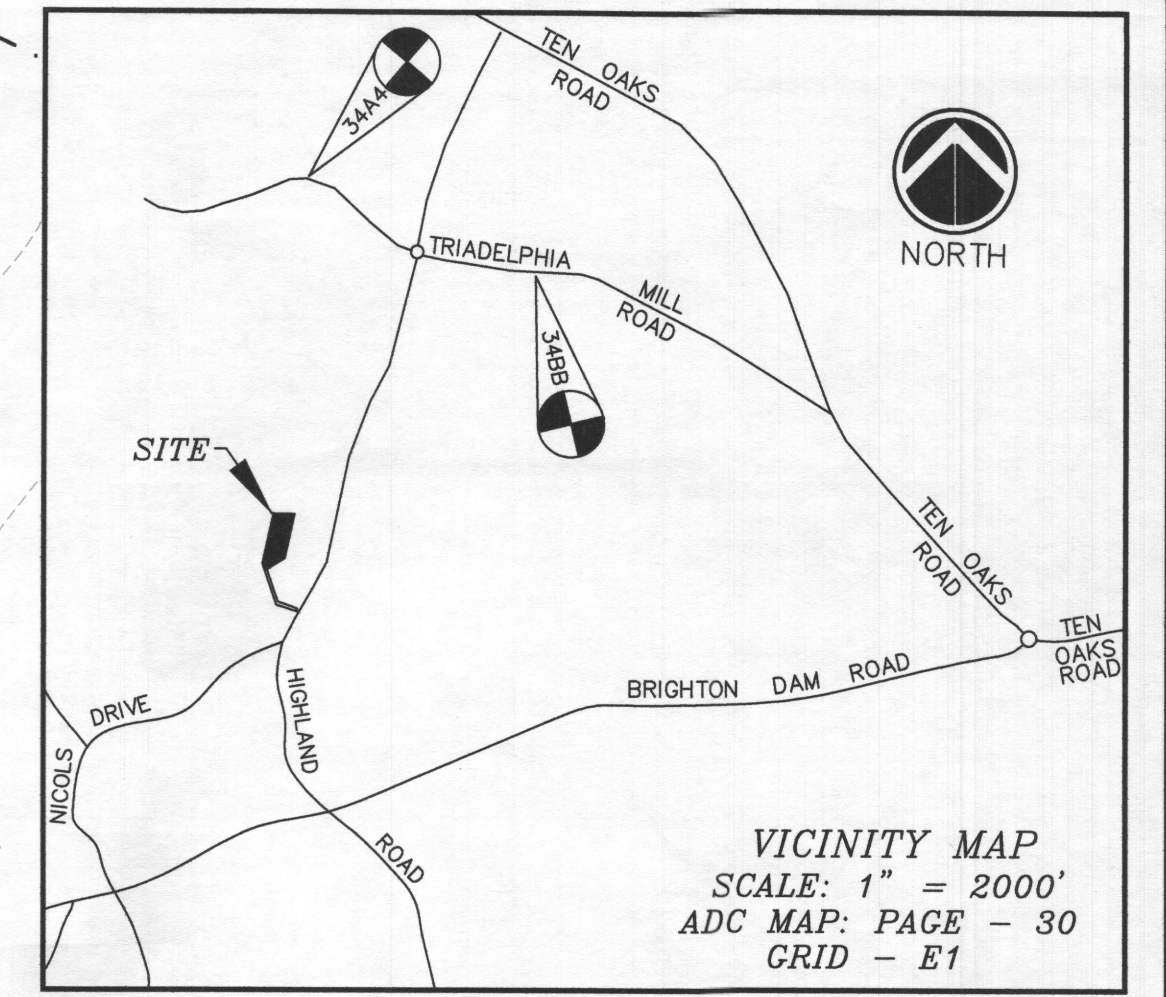 TEN OAKS
ROAD
34A4
NORTH
TRIADELPHIA
MILL
ROAD
34BB
SITE
TEN OAKS
ROAD
TEN
OAKS
ROAD
BRIGHTON DAM ROAD
HIGHLAND
ROAD
DRIVE
NICOLS
VICINITY MAP
SCALE: 1" = 2000'
ADC MAP: PAGE - 30
GRID - E1